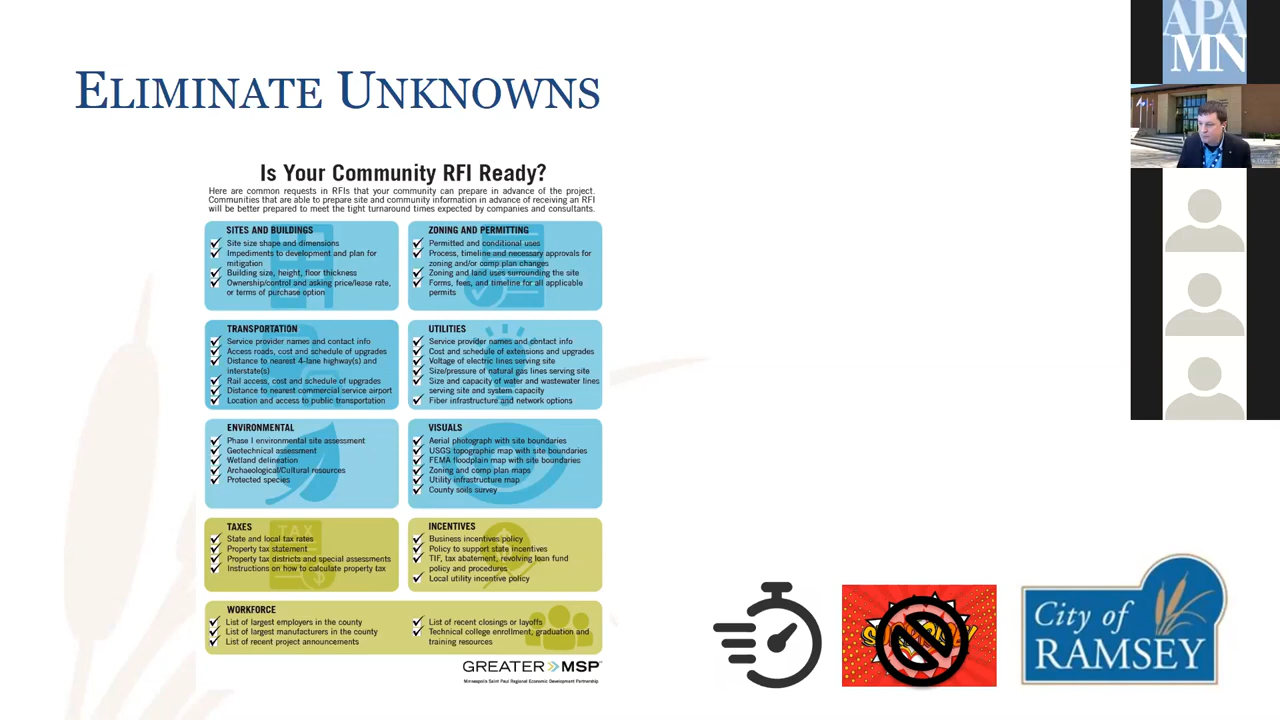 ELIMINATE UNKNOWNS
Is Your Community RFI Ready?
Here are common requests in RFIs that your community can prepare in advance of the project.
Communities that are able to prepare site and community information in advance of receiving an RFI
will be better prepared to meet the tight turnaround times expected by companies and consultants.
SITES AND BUILDINGS
Site size shape and dimensions
Impediments to development and plan for
mitigation
Building size, height, floor thickness
Ownership/control and asking price/lease rate,
or terms of purchase option
ZONING AND PERMITTING
Permitted and conditional uses
Process, timeline and necessary approvals for
zoning and/or comp plan changes
Zoning and land uses surrounding the site
Forms, fees, and timeline for all applicable
permits
TRANSPORTATION
Service provider names and contact info
Access roads, cost and schedule of upgrades
Distance to nearest 4-lane highway(s) and
interstate(s)
Rail access, cost and schedule of upgrades
Distance to nearest commercial service airport
Location and access to public transportation
UTILITIES
Service provider names and contact info
Cost and schedule of extensions and upgrades
Voltage of electric lines serving site
Size/pressure of natural gas lines serving site
Size and capacity of water and wastewater lines
serving site and system capacity
Fiber infrastructure and network options
ENVIRONMENTAL
Phase I environmental site assessment
Geotechnical assessment
Wetland delineation
Archaeological/Cultural resources
Protected species
VISUALS
Aerial photograph with site boundaries
USGS topographic map with site boundaries
FEMA floodplain map with site boundaries
Zoning and comp plan maps
Utility infrastructure map
County soils survey
TAXES
State and local tax rates
Property tax statement
Property tax districts and special assessments
Instructions on how to calculate property tax
TAX
INCENTIVES
Business incentives policy
Policy to support state incentives
TIF, tax abatement, revolving loan fund
policy and procedures
Local utility incentive policy
WORKFORCE
List of largest employers in the county
List of largest manufacturers in the county
List of recent project announcements
List of recent closings or layoffs
Technical college enrollment, graduation and
training resources
GREATER MSP
Minneapolis Saint Paul Regional Economic Development Partnership
City of
RAMSEY
APA
MN